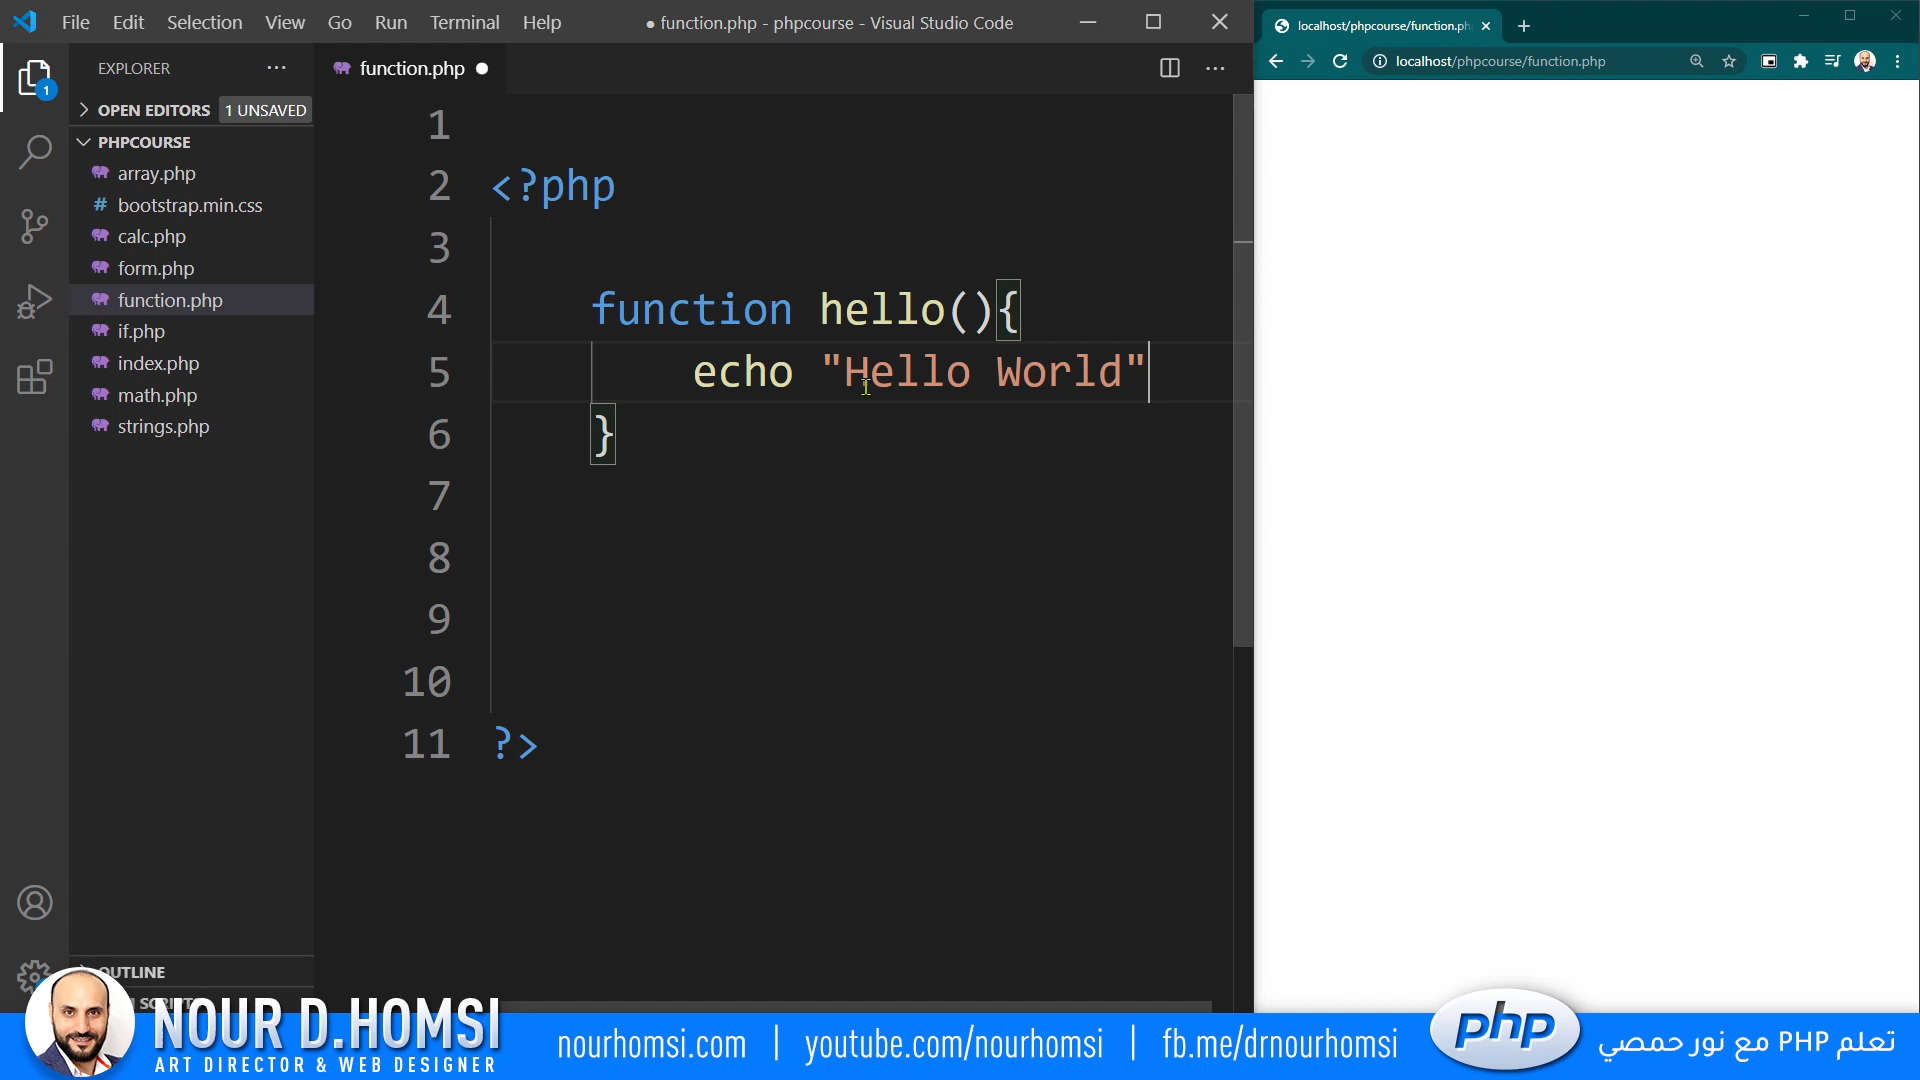 File Edit Selection View Go Run Terminal Help ● function.php - phpcourse - Visual Studio Code
EXPLORER
OPEN EDITORS 1 UNSAVED
PHPCOURSE
array.php
bootstrap.min.css
calc.php
form.php
function.php
if.php
index.php
math.php
strings.php
OUTLINE
1
function.php
1
2 <?php
3
4 function hello(){
5 echo "Hello World"
6 }
7
8
9
10
11 ?>
localhost/phpcourse/function.ph
localhost/phpcourse/function.php
NOUR D.HOMSI
ART DIRECTOR & WEB DESIGNER
nourhomsi.com | youtube.com/nourhomsi | fb.me/drnourhomsi
php
تعلم PHP مع نور حمصي